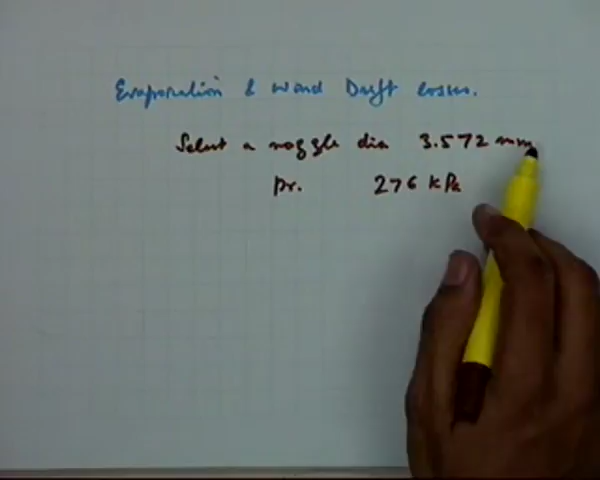 Evaporation & Wind Drift losses.
Select a nozzle dia 3.572 mm
pr. 276 kPa